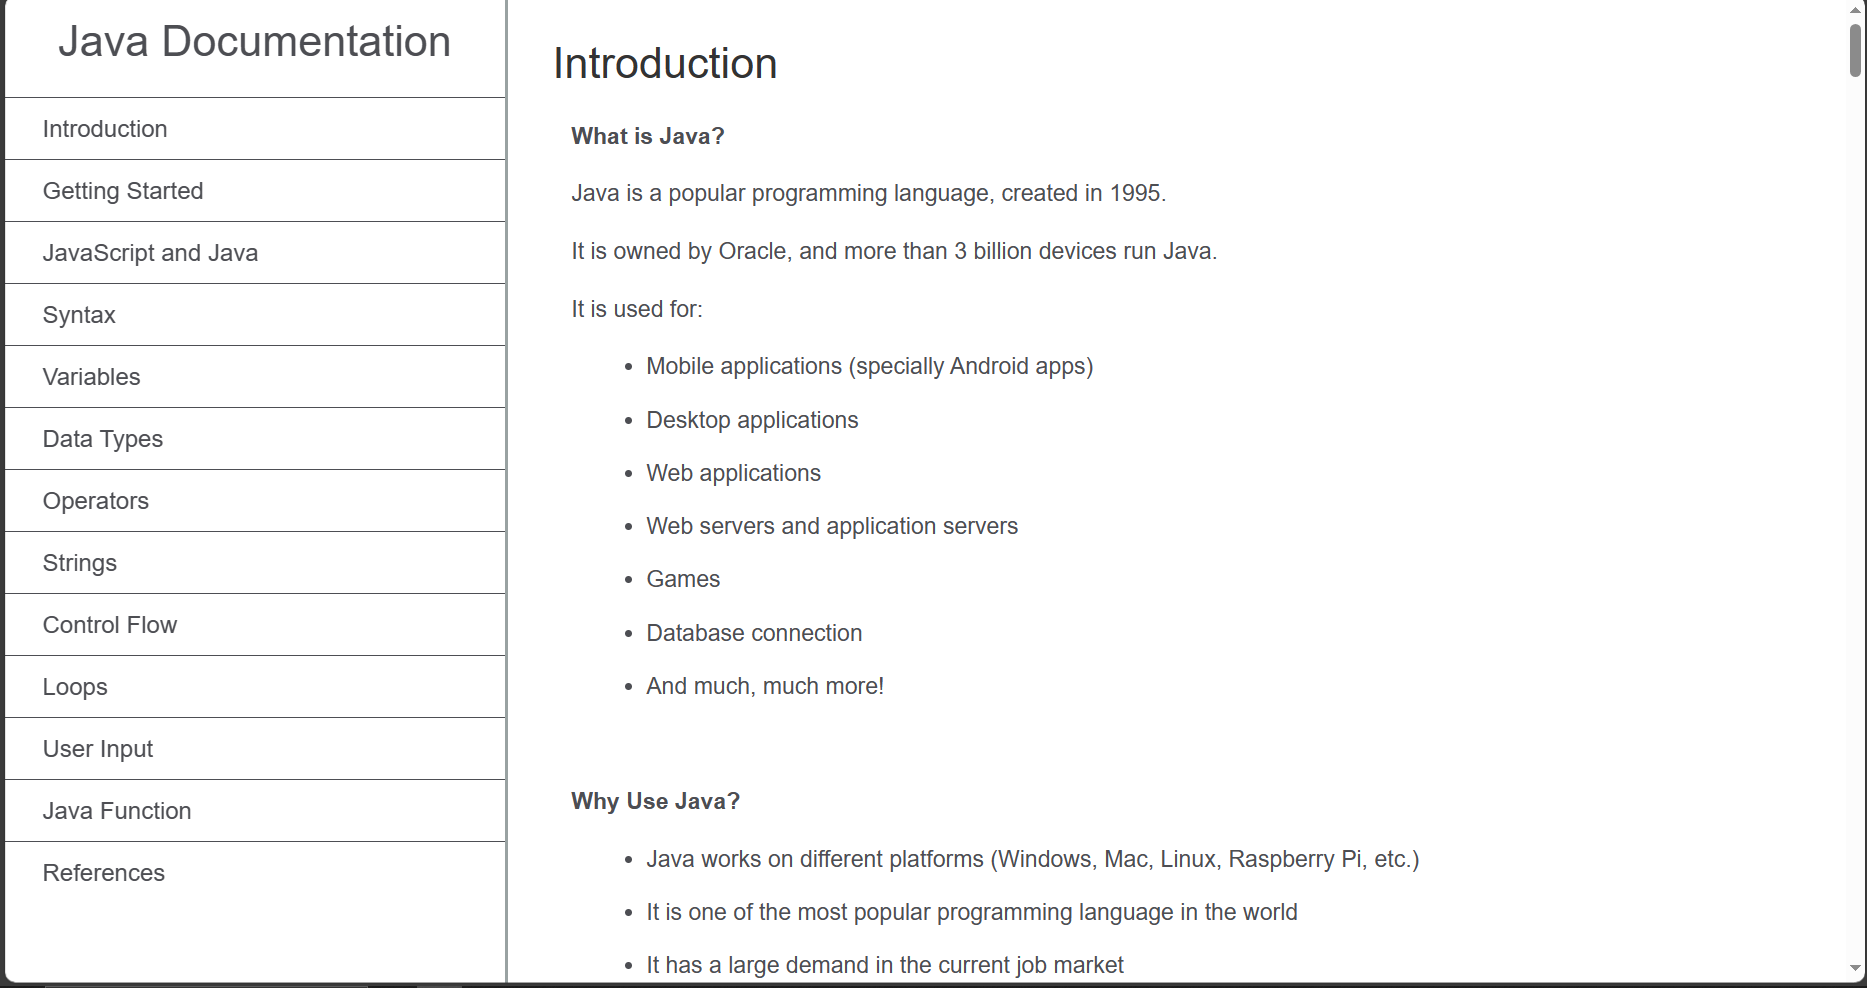 Java Documentation
Introduction
Getting Started
JavaScript and Java
Syntax
Variables
Data Types
Operators
Strings
Control Flow
Loops
User Input
Java Function
References
Introduction
What is Java?
Java is a popular programming language, created in 1995.
It is owned by Oracle, and more than 3 billion devices run Java.
It is used for:
• Mobile applications (specially Android apps)
• Desktop applications
• Web applications
• Web servers and application servers
• Games
• Database connection
• And much, much more!
Why Use Java?
• Java works on different platforms (Windows, Mac, Linux, Raspberry Pi, etc.)
• It is one of the most popular programming language in the world
• It has a large demand in the current job market